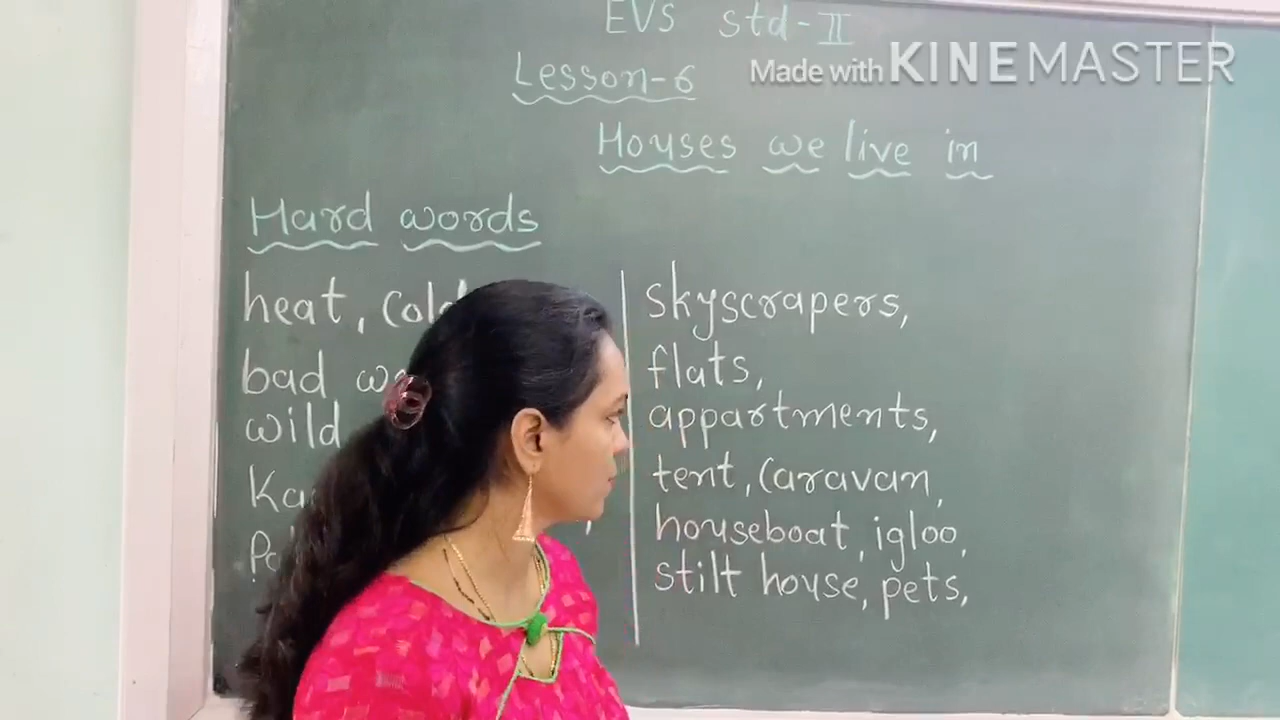 EVS Std-II
Made with KINEMASTER
Lesson-6
Houses we live in
Hard words
heat, cold
bad
wild
skyscrapers,
flats,
appartments,
tent, caravan,
houseboat, igloo,
stilt house, pets,